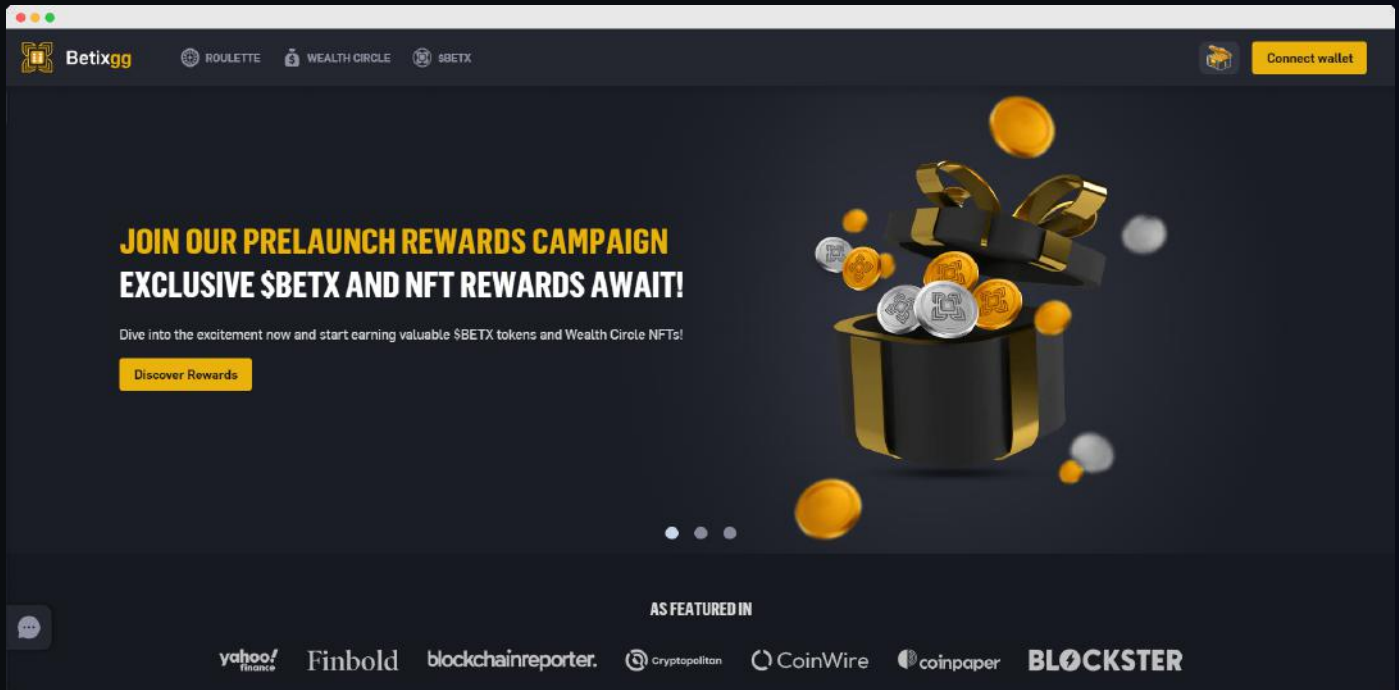 Betixgg
ROULETTE
WEALTH CIRCLE
$BETX
Connect wallet
JOIN OUR PRELAUNCH REWARDS CAMPAIGN
EXCLUSIVE $BETX AND NFT REWARDS AWAIT!
Dive into the excitement now and start earning valuable $BETX tokens and Wealth Circle NFTs!
Discover Rewards
AS FEATURED IN
yahoo! finance
Finbold
blockchainreporter.
Cryptopolitan
CoinWire
coinpaper
BLOCKSTER